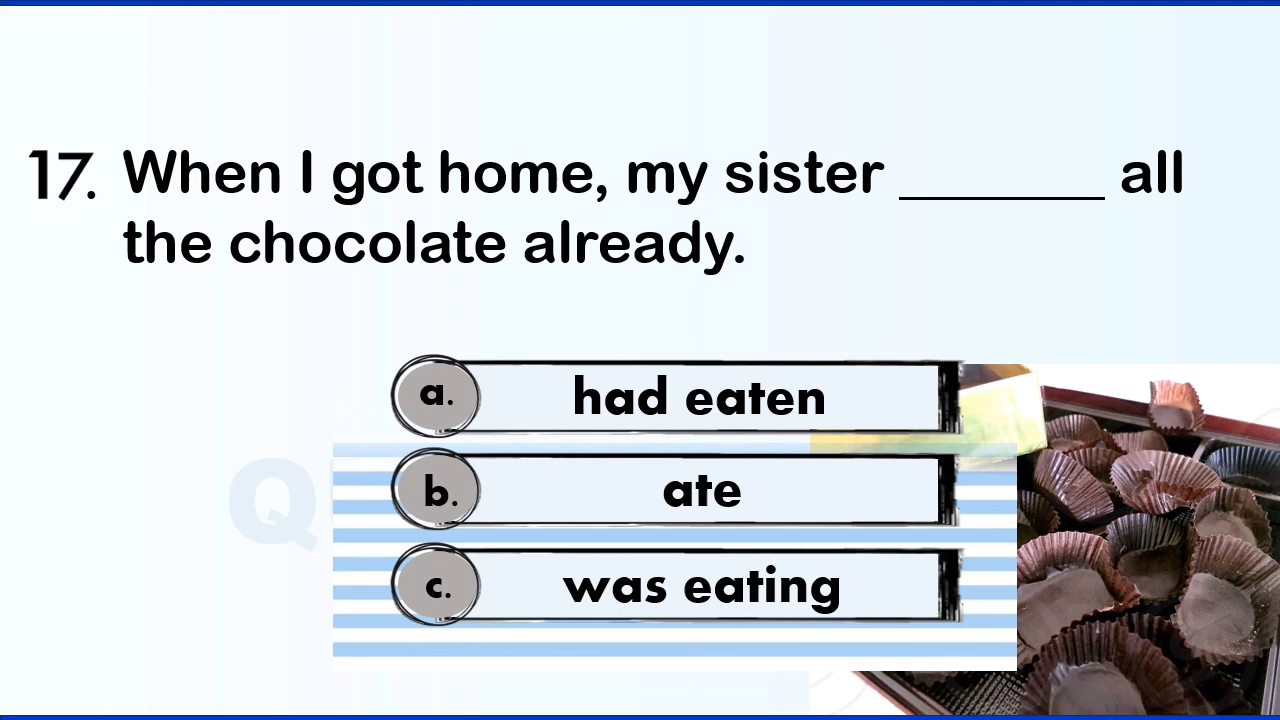 17. When I got home, my sister _______ all
the chocolate already.
a. had eaten
b. ate
c. was eating